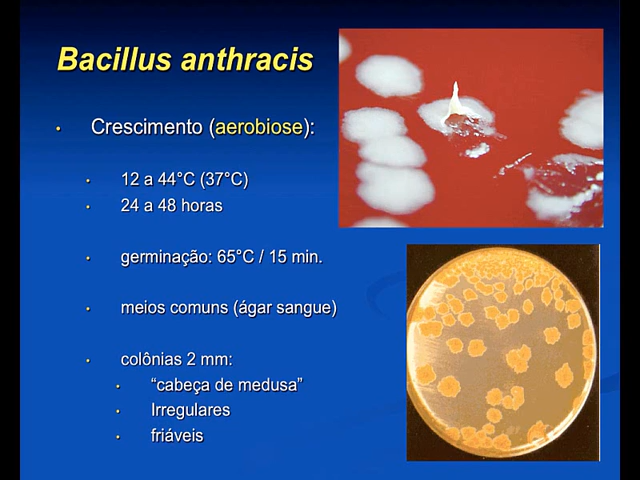 Bacillus anthracis
• Crescimento (aerobiose):
• 12 a 44°C (37°C)
• 24 a 48 horas
• germinação: 65°C / 15 min.
• meios comuns (ágar sangue)
• colônias 2 mm:
• “cabeça de medusa”
• Irregulares
• friáveis